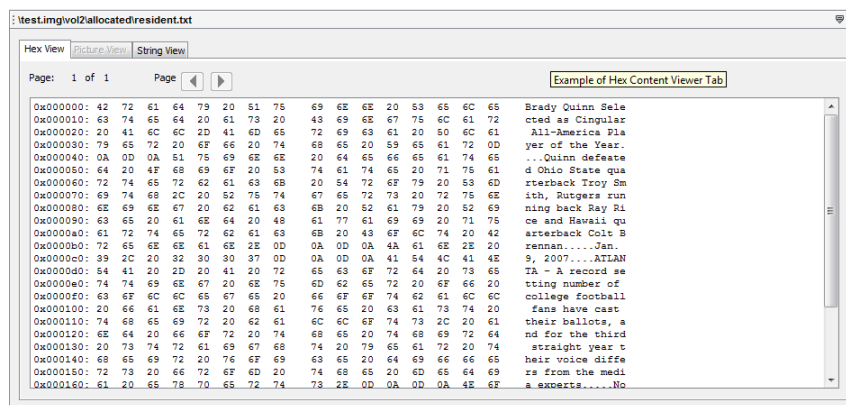 \test.img\vol2\allocated\resident.txt
Hex View Picture View String View
Page: 1 of 1 Page Example of Hex Content Viewer Tab
0x000000: 42 72 61 64 79 20 51 75 69 6E 6E 20 53 65 6C 65 Brady Quinn Sele
0x000010: 63 74 65 64 20 61 73 20 43 69 6E 67 75 6C 61 72 cted as Cingular
0x000020: 20 41 6C 6C 2D 41 6D 65 72 69 63 61 20 50 6C 61 All-America Pla
0x000030: 79 65 72 20 6F 66 20 74 68 65 20 59 65 61 72 0D yer of the Year.
0x000040: 0A 0D 0A 51 75 69 6E 6E 20 64 65 66 65 61 74 65 ...Quinn defeate
0x000050: 64 20 4F 68 69 6F 20 53 74 61 74 65 20 71 75 61 d Ohio State qua
0x000060: 72 74 65 72 62 61 63 6B 20 54 72 6F 79 20 53 6D rterback Troy Sm
0x000070: 69 74 68 2C 20 52 75 74 67 65 72 73 20 72 75 6E ith, Rutgers run
0x000080: 6E 69 6E 67 20 62 61 63 6B 20 52 61 79 20 52 69 ning back Ray Ri
0x000090: 63 65 20 61 6E 64 20 48 61 77 61 69 69 20 71 75 ce and Hawaii qu
0x0000a0: 61 72 74 65 72 62 61 63 6B 20 43 6F 6C 74 20 42 arterback Colt B
0x0000b0: 72 65 6E 6E 61 6E 2E 0D 0A 0D 0A 4A 61 6E 2E 20 rennan.....Jan.
0x0000c0: 39 2C 20 32 30 30 37 0D 0A 0D 0A 41 54 4C 41 4E 9, 2007....ATLAN
0x0000d0: 54 41 20 2D 20 41 20 72 65 63 6F 72 64 20 73 65 TA - A record se
0x0000e0: 74 74 69 6E 67 20 6E 75 6D 62 65 72 20 6F 66 20 tting number of
0x0000f0: 63 6F 6C 6C 65 67 65 20 66 6F 6F 74 62 61 6C 6C college football
0x000100: 20 66 61 6E 73 20 68 61 76 65 20 63 61 73 74 20 fans have cast
0x000110: 74 68 65 69 72 20 62 61 6C 6C 6F 74 73 2C 20 61 their ballots, a
0x000120: 6E 64 20 66 6F 72 20 74 68 65 20 74 68 69 72 64 nd for the third
0x000130: 20 73 74 72 61 69 67 68 74 20 79 65 61 72 20 74 straight year t
0x000140: 68 65 69 72 20 76 6F 69 63 65 20 64 69 66 66 65 heir voice diffe
0x000150: 72 73 20 66 72 6F 6D 20 74 68 65 20 6D 65 64 69 rs from the medi
0x000160: 61 20 65 78 70 65 72 74 73 2E 0D 0A 0D 0A 4E 6F a experts.....No